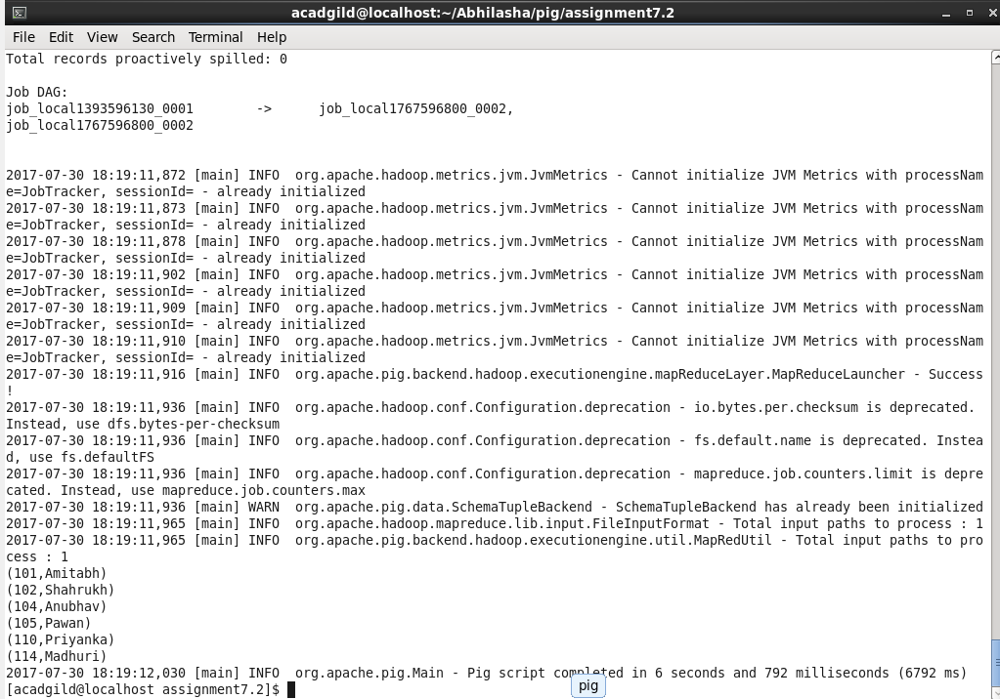 acadgild@localhost:~/Abhilasha/pig/assignment7.2
File Edit View Search Terminal Help
Total records proactively spilled: 0
Job DAG:
job_local1393596130_0001        ->      job_local1767596800_0002,
job_local1767596800_0002
2017-07-30 18:19:11,872 [main] INFO  org.apache.hadoop.metrics.jvm.JvmMetrics - Cannot initialize JVM Metrics with processNam
e=JobTracker, sessionId= - already initialized
2017-07-30 18:19:11,873 [main] INFO  org.apache.hadoop.metrics.jvm.JvmMetrics - Cannot initialize JVM Metrics with processNam
e=JobTracker, sessionId= - already initialized
2017-07-30 18:19:11,878 [main] INFO  org.apache.hadoop.metrics.jvm.JvmMetrics - Cannot initialize JVM Metrics with processNam
e=JobTracker, sessionId= - already initialized
2017-07-30 18:19:11,902 [main] INFO  org.apache.hadoop.metrics.jvm.JvmMetrics - Cannot initialize JVM Metrics with processNam
e=JobTracker, sessionId= - already initialized
2017-07-30 18:19:11,909 [main] INFO  org.apache.hadoop.metrics.jvm.JvmMetrics - Cannot initialize JVM Metrics with processNam
e=JobTracker, sessionId= - already initialized
2017-07-30 18:19:11,910 [main] INFO  org.apache.hadoop.metrics.jvm.JvmMetrics - Cannot initialize JVM Metrics with processNam
e=JobTracker, sessionId= - already initialized
2017-07-30 18:19:11,916 [main] INFO  org.apache.pig.backend.hadoop.executionengine.mapReduceLayer.MapReduceLauncher - Success
!
2017-07-30 18:19:11,936 [main] INFO  org.apache.hadoop.conf.Configuration.deprecation - io.bytes.per.checksum is deprecated.
Instead, use dfs.bytes-per-checksum
2017-07-30 18:19:11,936 [main] INFO  org.apache.hadoop.conf.Configuration.deprecation - fs.default.name is deprecated. Instea
d, use fs.defaultFS
2017-07-30 18:19:11,936 [main] INFO  org.apache.hadoop.conf.Configuration.deprecation - mapreduce.job.counters.limit is depre
cated. Instead, use mapreduce.job.counters.max
2017-07-30 18:19:11,936 [main] WARN  org.apache.pig.data.SchemaTupleBackend - SchemaTupleBackend has already been initialized
2017-07-30 18:19:11,965 [main] INFO  org.apache.hadoop.mapreduce.lib.input.FileInputFormat - Total input paths to process : 1
2017-07-30 18:19:11,965 [main] INFO  org.apache.pig.backend.hadoop.executionengine.util.MapRedUtil - Total input paths to pro
cess : 1
(101,Amitabh)
(102,Shahrukh)
(104,Anubhav)
(105,Pawan)
(110,Priyanka)
(114,Madhuri)
2017-07-30 18:19:12,030 [main] INFO  org.apache.pig.Main - Pig script completed in 6 seconds and 792 milliseconds (6792 ms)
[acadgild@localhost assignment7.2]$
pig